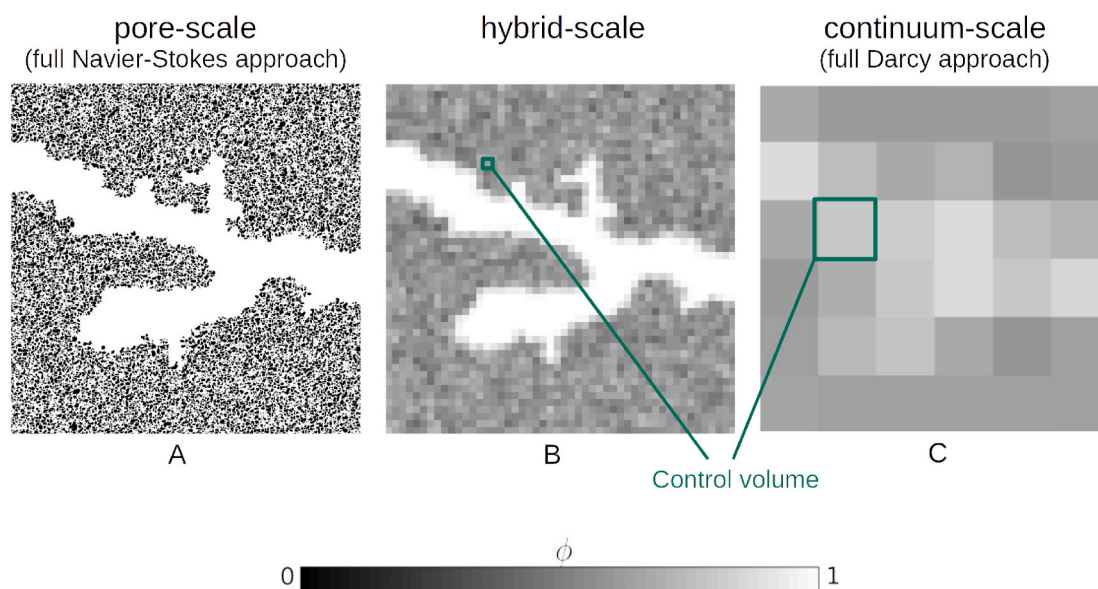 pore-scale
(full Navier-Stokes approach)
hybrid-scale
continuum-scale
(full Darcy approach)
A
B
C
Control volume
ϕ
0
1